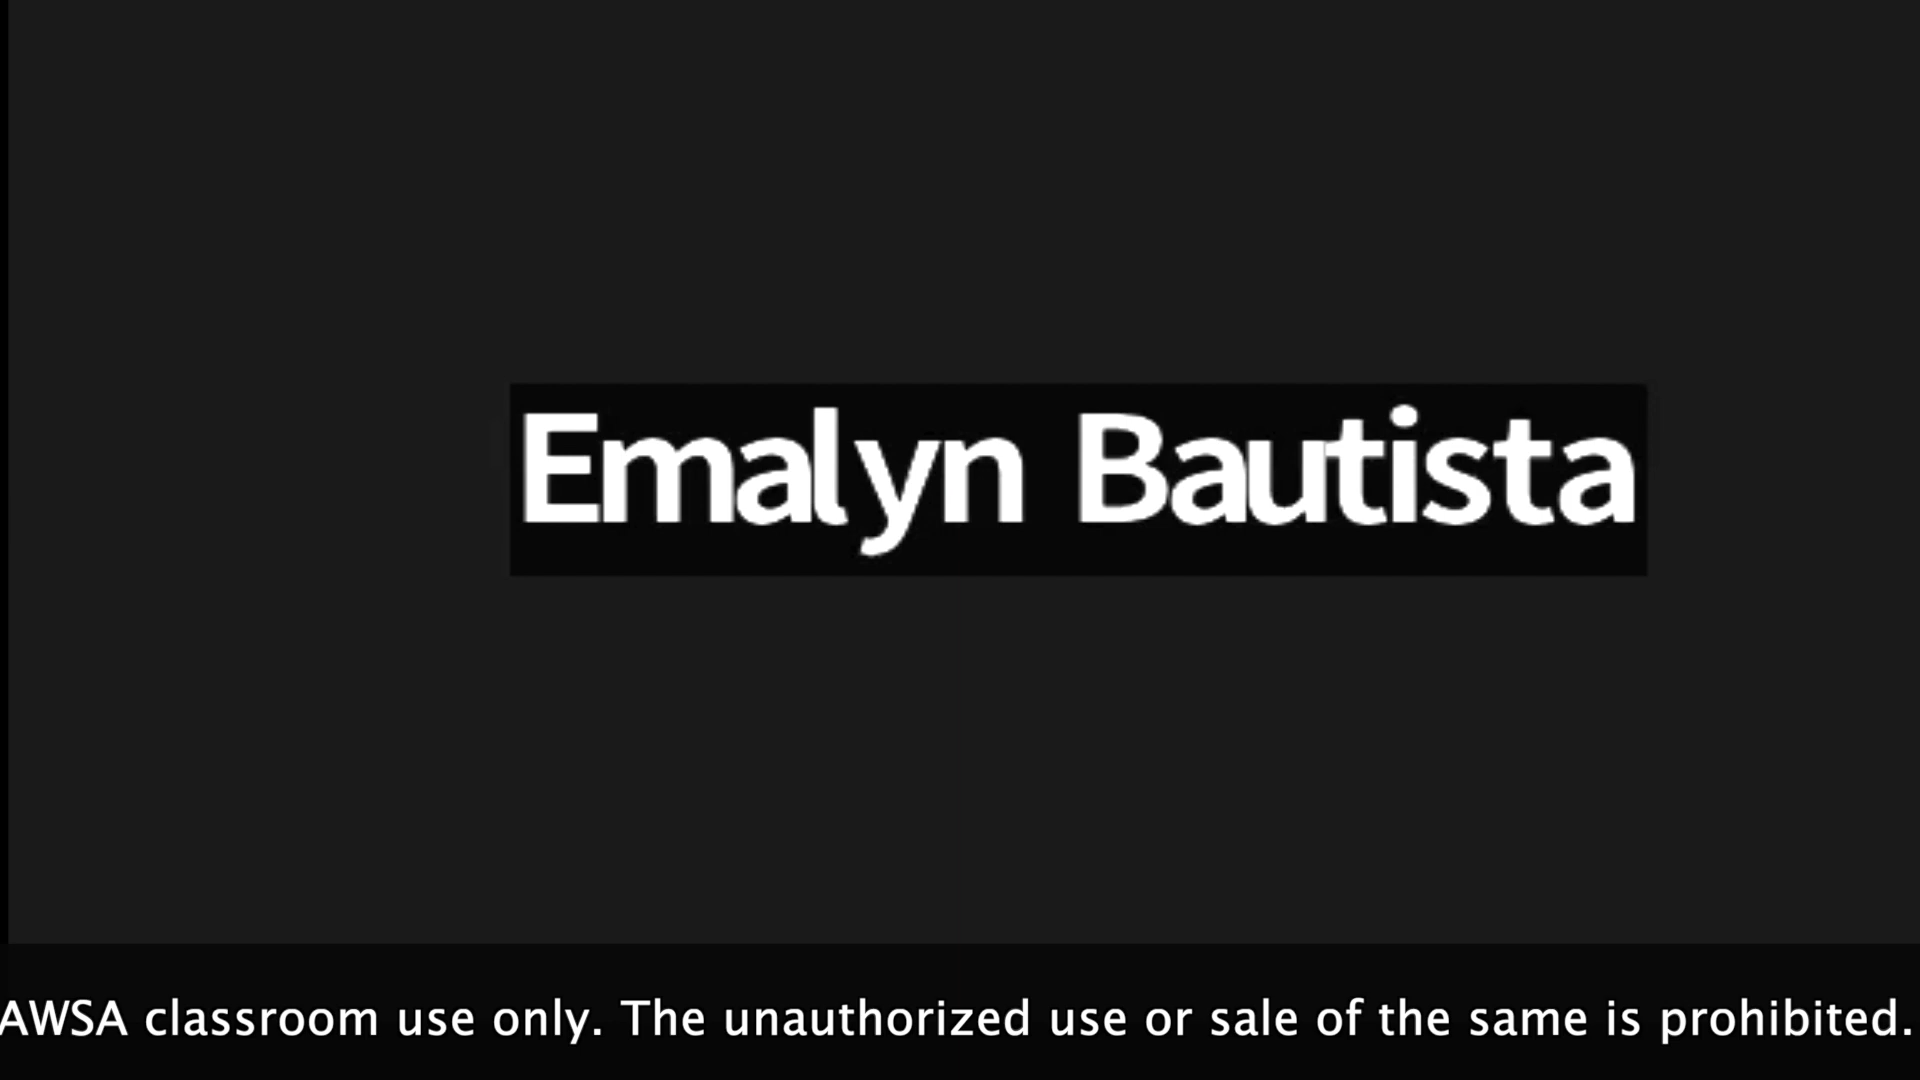 Emalyn Bautista
AWSA classroom use only. The unauthorized use or sale of the same is prohibited.